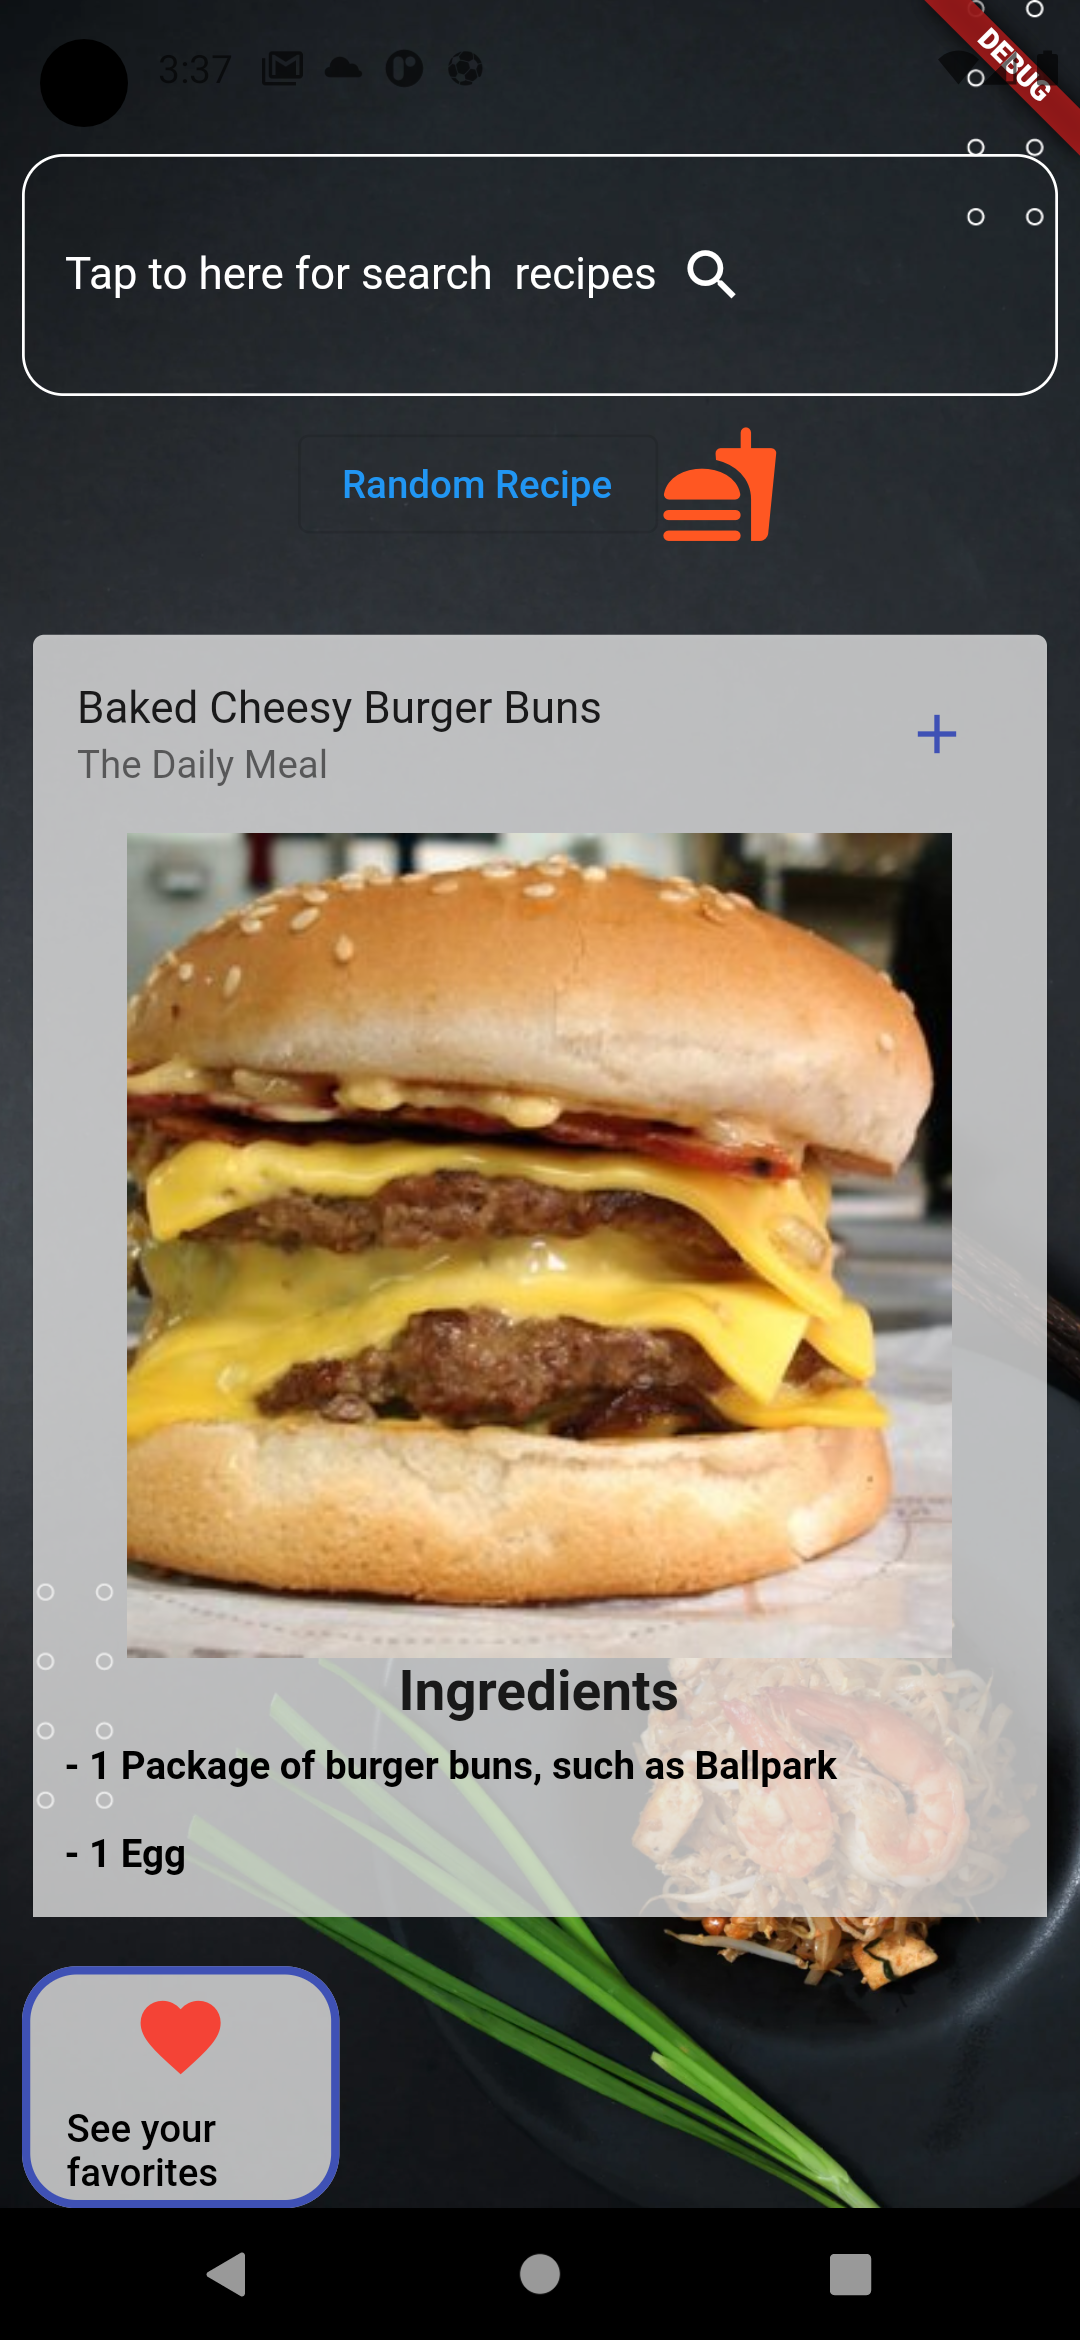 3:37
DEBUG
Tap to here for search  recipes
Random Recipe
Baked Cheesy Burger Buns
The Daily Meal
Ingredients
- 1 Package of burger buns, such as Ballpark
- 1 Egg
See your
favorites